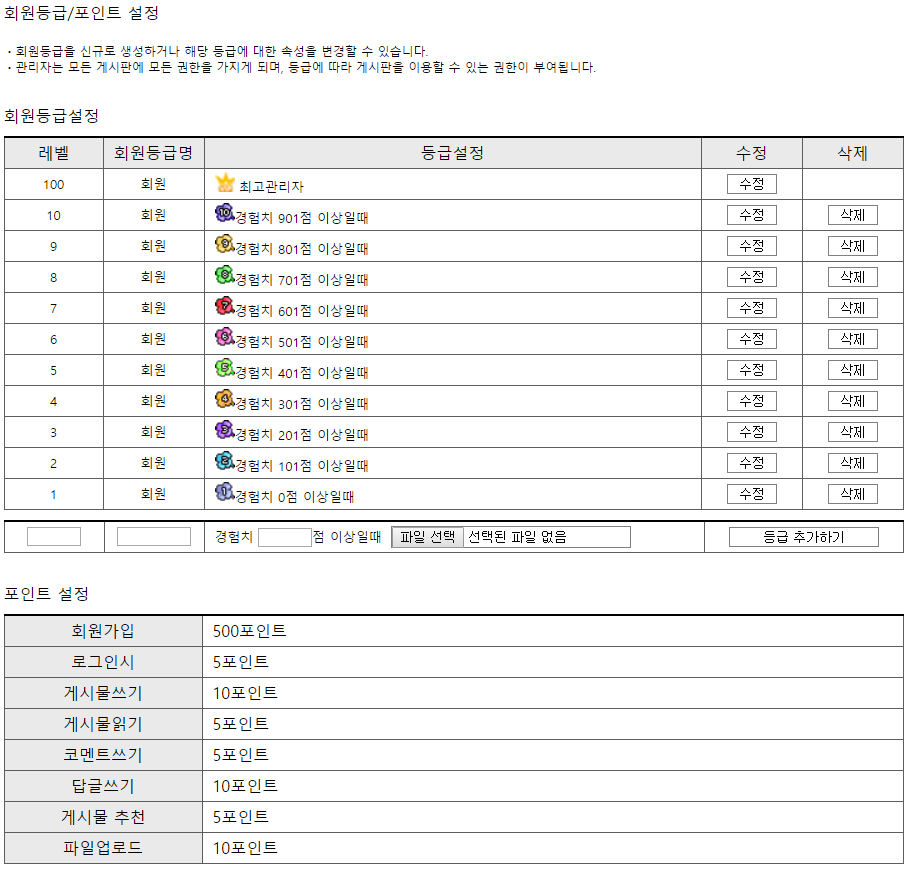 회원등급/포인트 설정
· 회원등급을 신규로 생성하거나 해당 등급에 대한 속성을 변경할 수 있습니다.
· 관리자는 모든 게시판에 모든 권한을 가지게 되며, 등급에 따라 게시판을 이용할 수 있는 권한이 부여됩니다.
회원등급설정
레벨 회원등급명 등급설정 수정 삭제
100 회원 최고관리자 수정
10 회원 10 경험치 901점 이상일때 수정 삭제
9 회원 9 경험치 801점 이상일때 수정 삭제
8 회원 8 경험치 701점 이상일때 수정 삭제
7 회원 7 경험치 601점 이상일때 수정 삭제
6 회원 6 경험치 501점 이상일때 수정 삭제
5 회원 5 경험치 401점 이상일때 수정 삭제
4 회원 4 경험치 301점 이상일때 수정 삭제
3 회원 3 경험치 201점 이상일때 수정 삭제
2 회원 2 경험치 101점 이상일때 수정 삭제
1 회원 1 경험치 0점 이상일때 수정 삭제
경험치 점 이상일때 파일 선택 선택된 파일 없음 등급 추가하기
포인트 설정
회원가입 500포인트
로그인시 5포인트
게시물쓰기 10포인트
게시물읽기 5포인트
코멘트쓰기 5포인트
답글쓰기 10포인트
게시물 추천 5포인트
파일업로드 10포인트